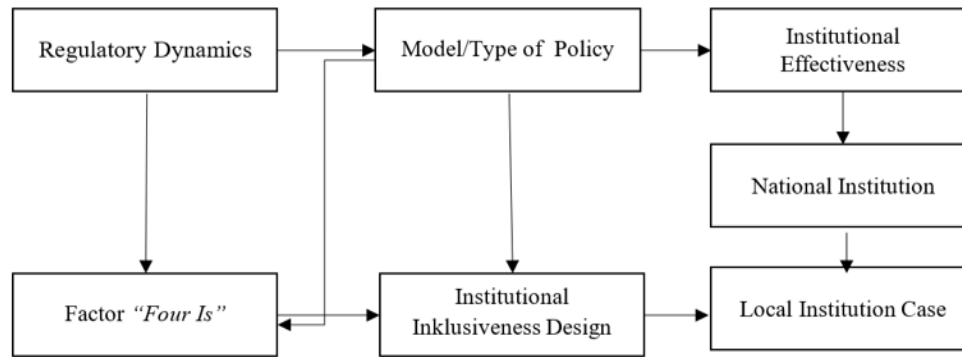 Regulatory Dynamics
Model/Type of Policy
Institutional
Effectiveness
National Institution
Factor “Four Is”
Institutional
Inklusiveness Design
Local Institution Case